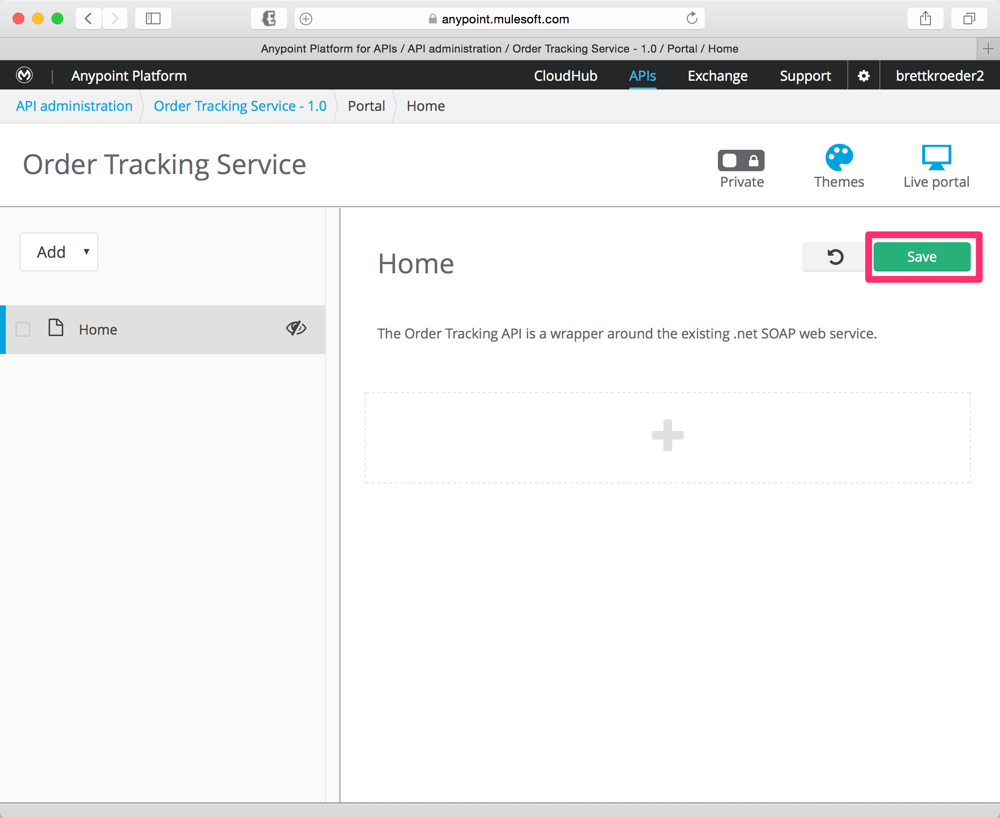 anypoint.mulesoft.com
Anypoint Platform for APIs / API administration / Order Tracking Service - 1.0 / Portal / Home
| Anypoint Platform CloudHub APIs Exchange Support brettkroeder2
API administration Order Tracking Service - 1.0 Portal Home
Order Tracking Service
Private Themes Live portal
Add
Home
Save
Home
The Order Tracking API is a wrapper around the existing .net SOAP web service.